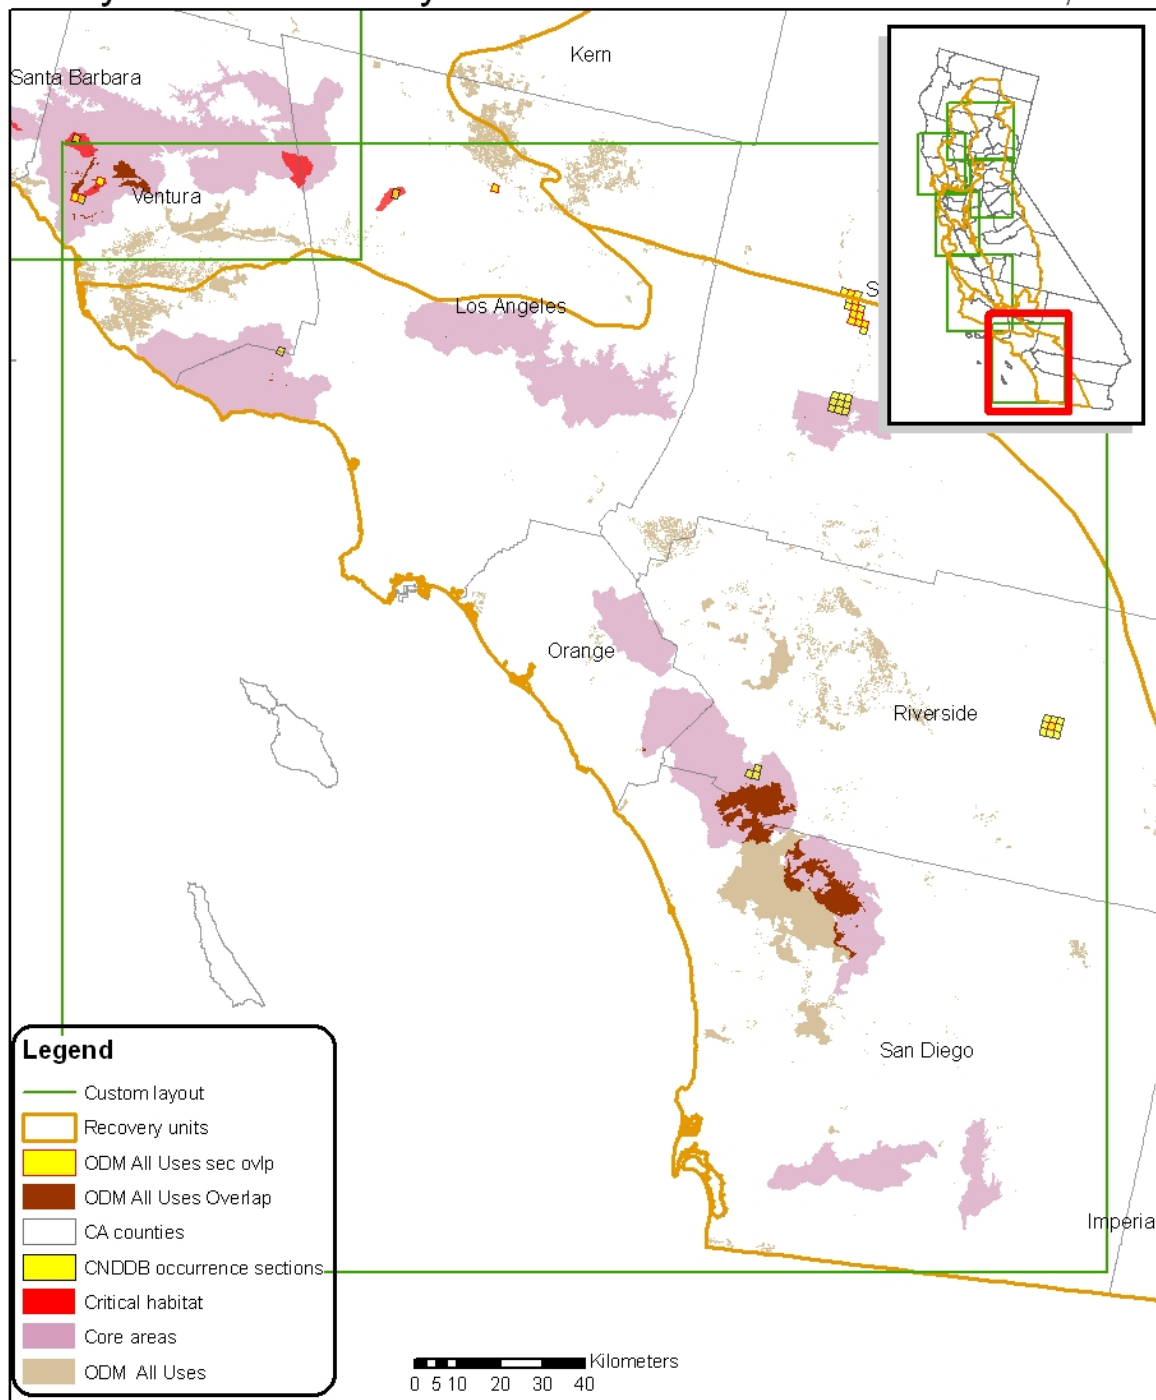 Kern
Santa Barbara
Ventura
Los Angeles
S
Orange
Riverside
San Diego
Imperia
Legend
Custom layout
Recovery units
ODM All Uses sec ovlp
ODM All Uses Overlap
CA counties
CNDDB occurrence sections
Critical habitat
Core areas
ODM All Uses
Kilometers
0 5 10 20 30 40